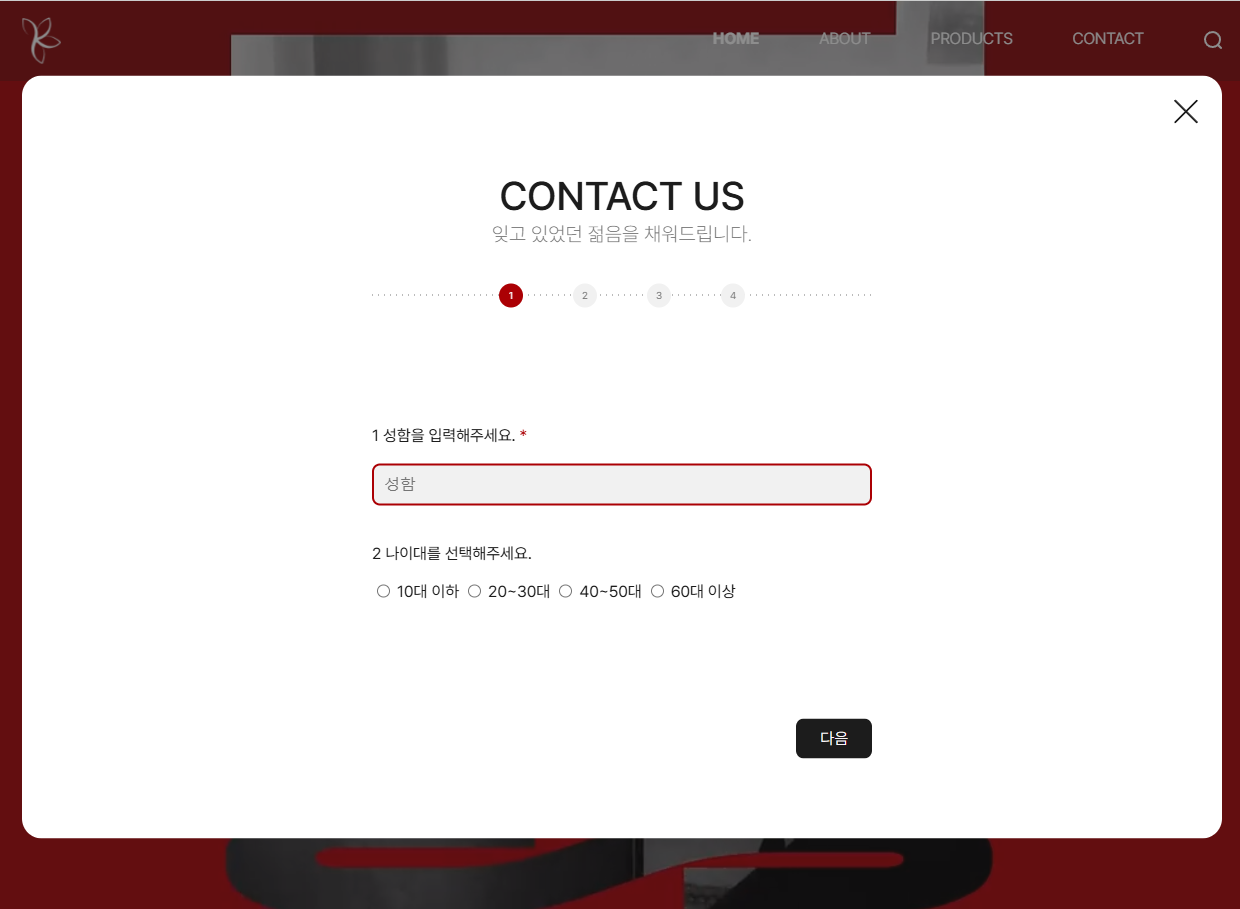 HOME ABOUT PRODUCTS CONTACT
CONTACT US
잊고 있었던 젊음을 채워드립니다.
1 2 3 4
1 성함을 입력해주세요. *
성함
2 나이대를 선택해주세요.
10대 이하 20~30대 40~50대 60대 이상
다음